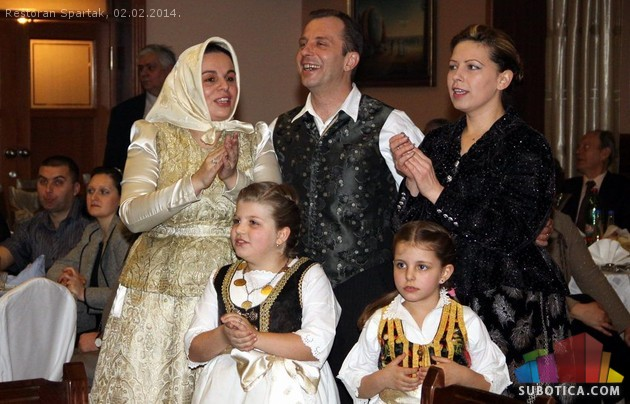 Restoran Spartak, 02.02.2014.
SUBOTICA.COM